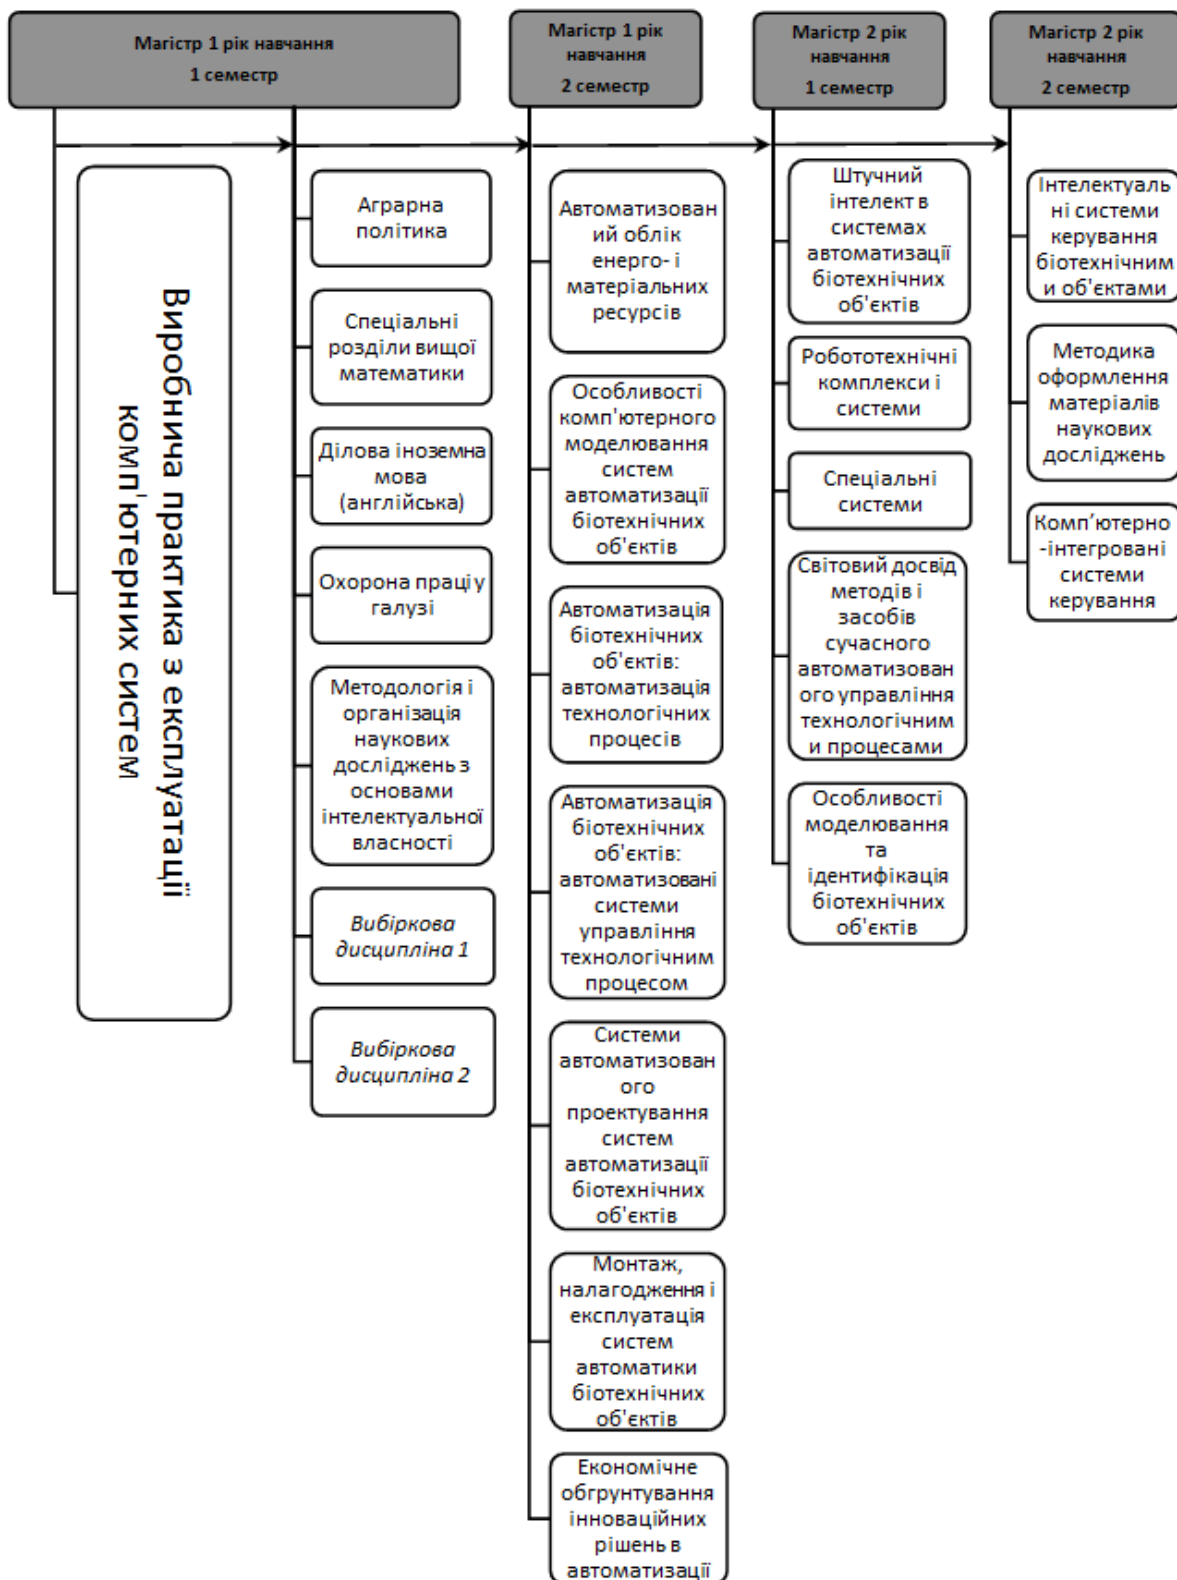 Магістр 1 рік навчання
1 семестр
Виробнича практика з експлуатації
комп'ютерних систем
Аграрна
політика
Спеціальні
розділи вищої
математики
Ділова іноземна
мова
(англійська)
Охорона праці у
галузі
Методологія і
організація
наукових
досліджень з
основами
інтелектуальної
власності
Вибіркова
дисципліна 1
Вибіркова
дисципліна 2
Магістр 1 рік
навчання
2 семестр
Автоматизован
ий облік
енерго- і
матеріальних
ресурсів
Особливості
комп'ютерного
моделювання
систем
автоматизації
біотехнічних
об'єктів
Автоматизація
біотехнічних
об'єктів:
автоматизація
технологічних
процесів
Автоматизація
біотехнічних
об'єктів:
автоматизовані
системи
управління
технологічним
процесом
Системи
автоматизован
ого
проектування
систем
автоматизації
біотехнічних
об'єктів
Монтаж,
налагодження і
експлуатація
систем
автоматики
біотехнічних
об'єктів
Економічне
обгрунтування
інноваційних
рішень в
автоматизації
Магістр 2 рік
навчання
1 семестр
Штучний
інтелект в
системах
автоматизації
біотехнічних
об'єктів
Робототехнічні
комплекси і
системи
Спеціальні
системи
Світовий досвід
методів і
засобів
сучасного
автоматизован
ого управління
технологічним
и процесами
Особливості
моделювання
та
ідентифікація
біотехнічних
об'єктів
Магістр 2 рік
навчання
2 семестр
Інтелектуаль
ні системи
керування
біотехнічним
и об'єктами
Методика
оформлення
матеріалів
наукових
досліджень
Комп’ютерно
-інтегровані
системи
керування